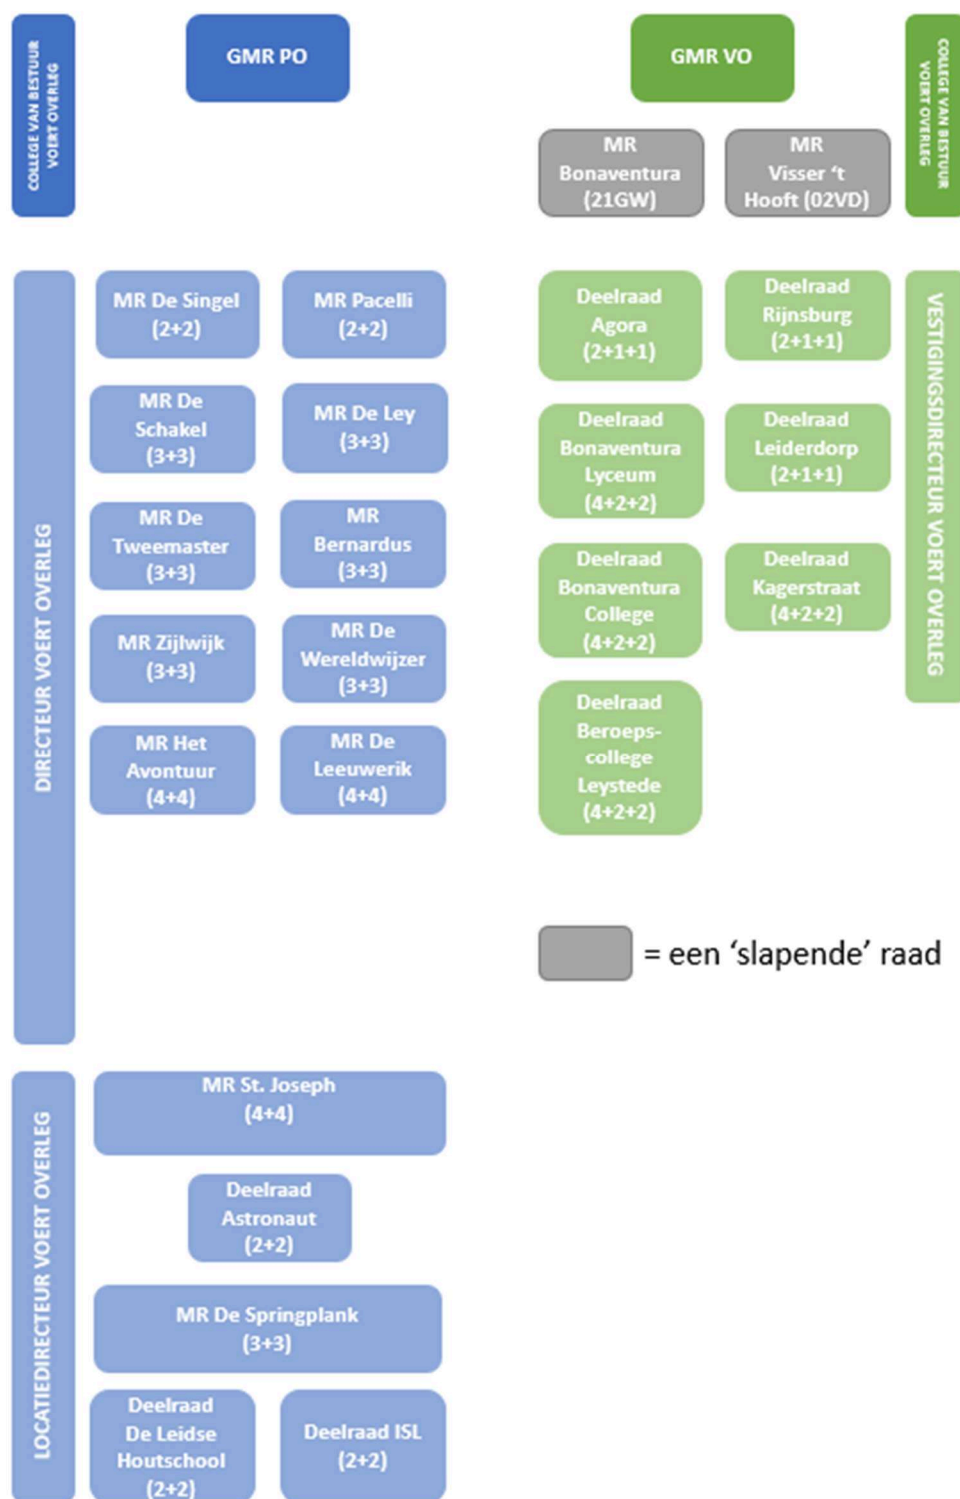 COLLEGE VAN BESTUUR
VOERT OVERLEG
GMR PO
GMR VO
COLLEGE VAN BESTUUR
VOERT OVERLEG
MR
Bonaventura
(21GW)
MR
Visser ‘t
Hooft (02VD)
DIRECTEUR VOERT OVERLEG
MR De Singel
(2+2)
MR Pacelli
(2+2)
MR De
Schakel
(3+3)
MR De Ley
(3+3)
MR De
Tweemaster
(3+3)
MR
Bernardus
(3+3)
MR Zijlwijk
(3+3)
MR De
Wereldwijzer
(3+3)
MR Het
Avontuur
(4+4)
MR De
Leeuwerik
(4+4)
Deelraad
Agora
(2+1+1)
Deelraad
Rijnsburg
(2+1+1)
Deelraad
Bonaventura
Lyceum
(4+2+2)
Deelraad
Leiderdorp
(2+1+1)
Deelraad
Bonaventura
College
(4+2+2)
Deelraad
Kagerstraat
(4+2+2)
Deelraad
Beroeps-
college
Leystede
(4+2+2)
VESTIGINGSDIRECTEUR VOERT OVERLEG
= een ‘slapende’ raad
LOCATIEDIRECTEUR VOERT OVERLEG
MR St. Joseph
(4+4)
Deelraad
Astronaut
(2+2)
MR De Springplank
(3+3)
Deelraad
De Leidse
Houtschool
(2+2)
Deelraad ISL
(2+2)